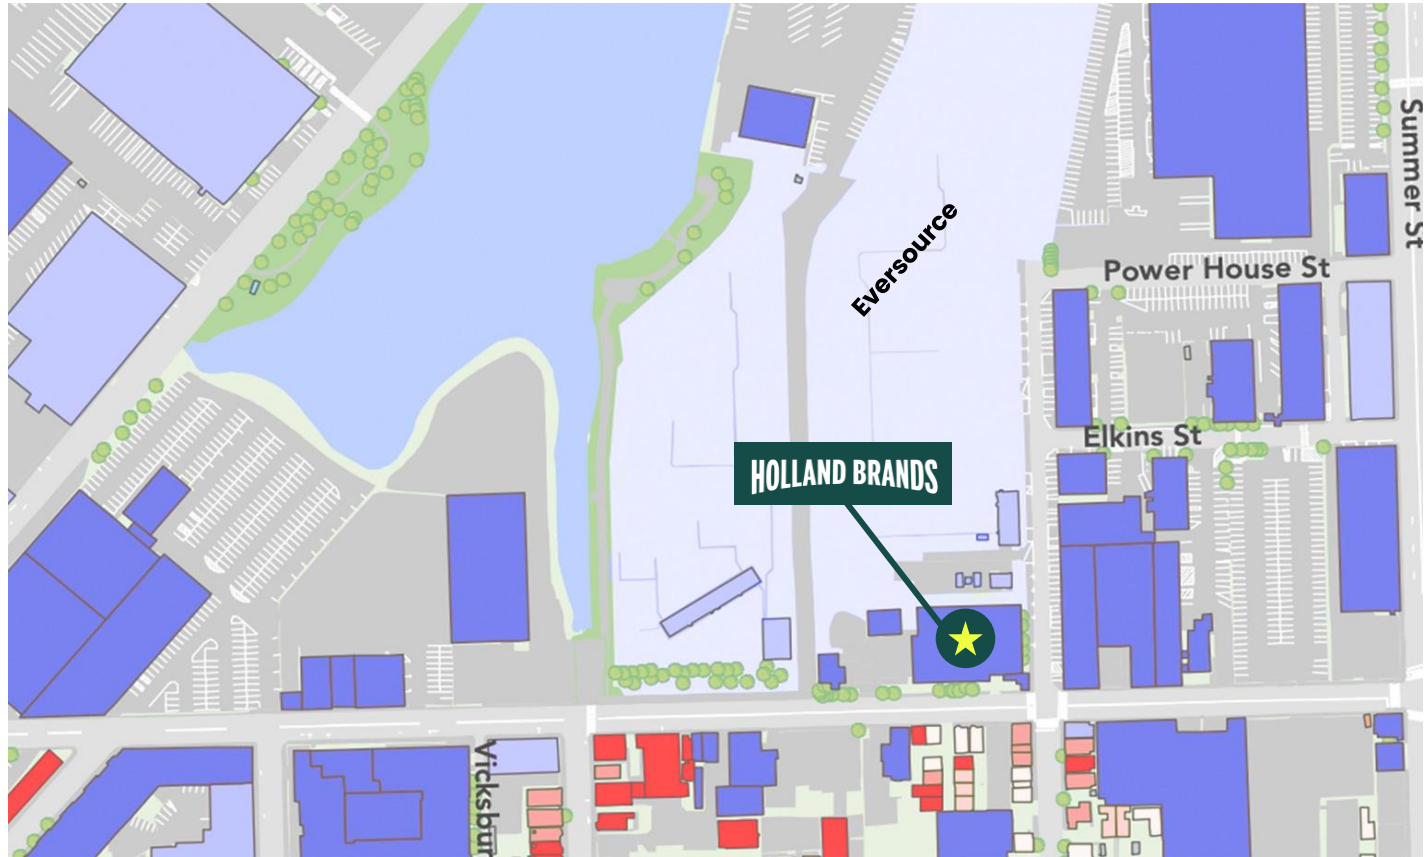 Summer St
Eversource
Power House St
Elkins St
HOLLAND BRANDS
Vicksbur